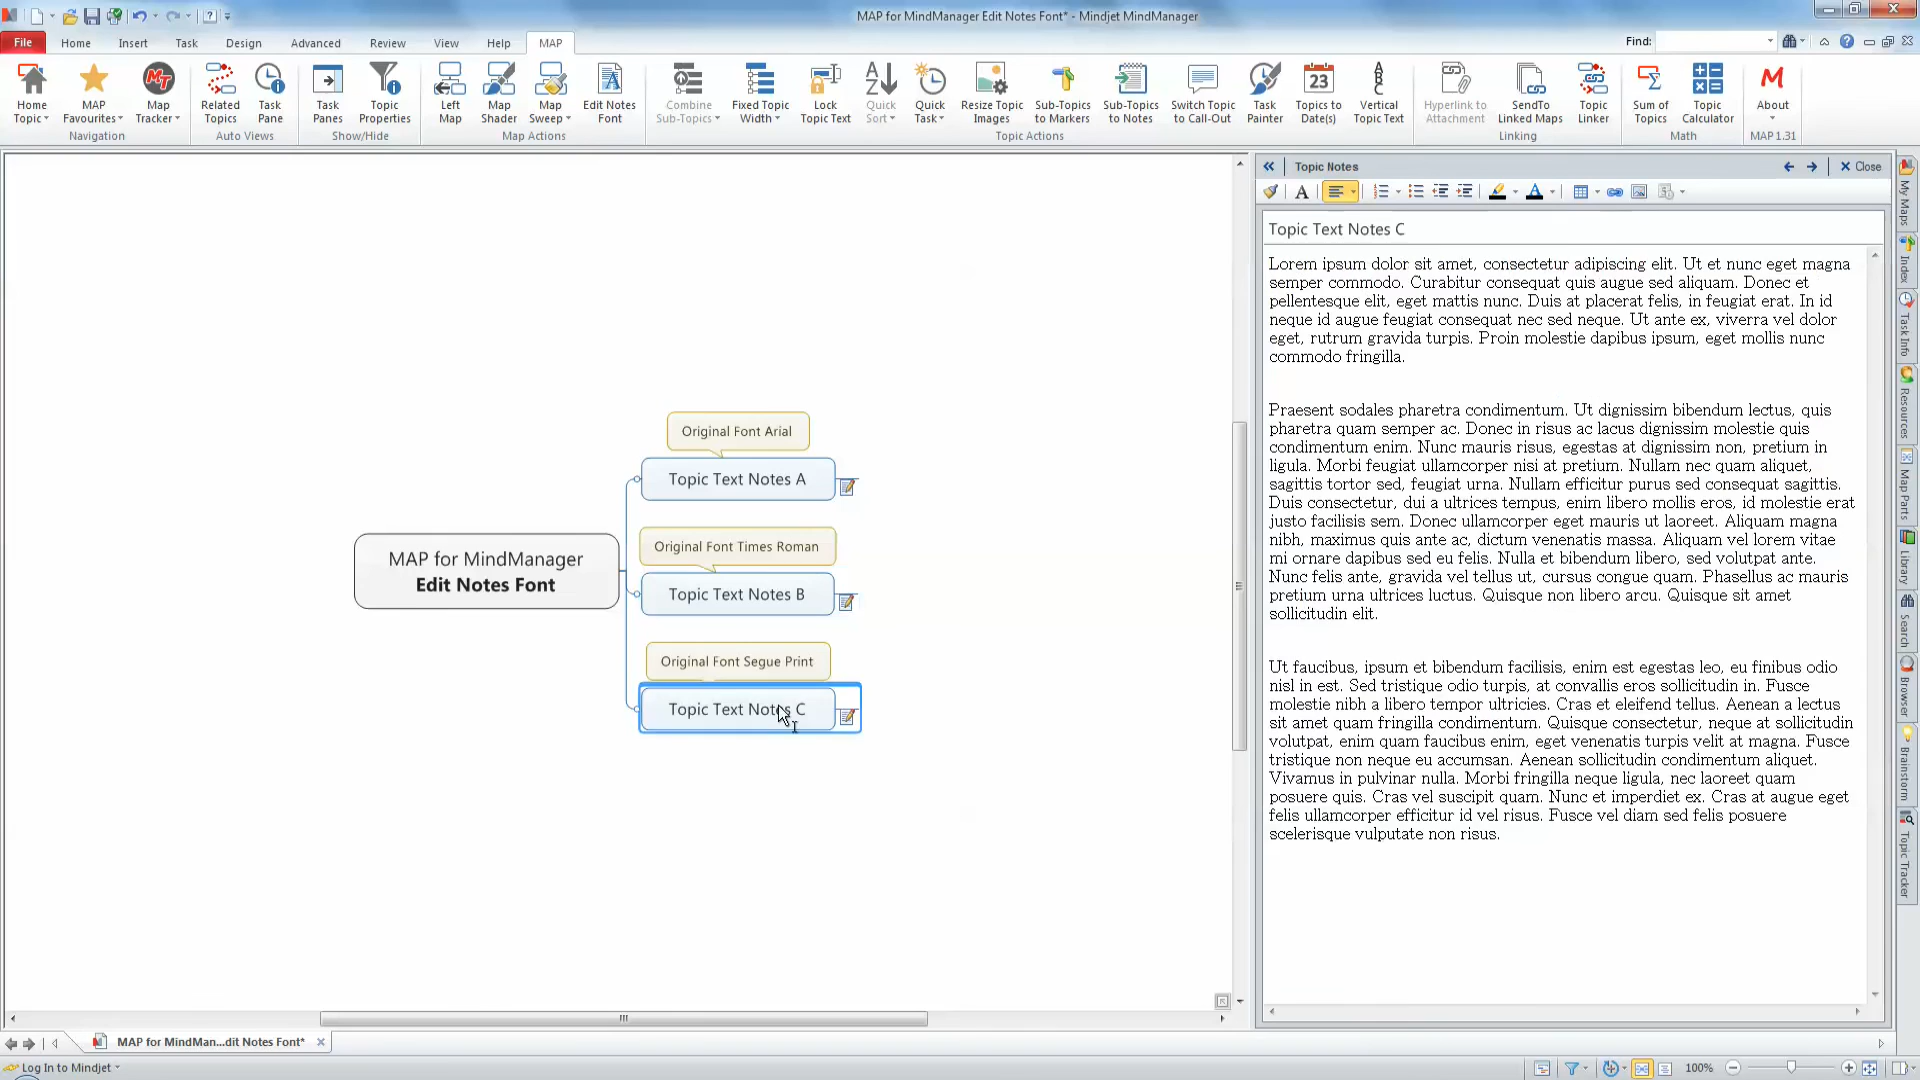 MAP for MindManager Edit Notes Font* - Mindjet MindManager
File
Home
Insert
Task
Design
Advanced
Review
View
Help
MAP
Find:
Home Topic
MAP Favourites
Map Tracker
Navigation
Related Topics
Task Pane
Auto Views
Task Panes
Topic Properties
Show/Hide
Left Map
Map Shader
Map Sweep
Edit Notes Font
Map Actions
Combine Sub-Topics
Fixed Topic Width
Lock Topic Text
Quick Sort
Quick Task
Resize Topic Images
Sub-Topics to Markers
Sub-Topics to Notes
Switch Topic to Call-Out
Task Painter
23
Topics to Date(s)
Vertical Topic Text
Topic Actions
Hyperlink to Attachment
SendTo Linked Maps
Topic Linker
Linking
Sum of Topics
Topic Calculator
Math
About
MAP 1.31
Original Font Arial
Topic Text Notes A
Original Font Times Roman
Topic Text Notes B
Original Font Segue Print
Topic Text Notes C
MAP for MindManager
Edit Notes Font
Topic Notes
Close
Topic Text Notes C
Lorem ipsum dolor sit amet, consectetur adipiscing elit. Ut et nunc eget magna
semper commodo. Curabitur consequat quis augue sed aliquam. Donec et
pellentesque elit, eget mattis nunc. Duis at placerat felis, in feugiat erat. In id
neque id augue feugiat consequat nec sed neque. Ut ante ex, viverra vel dolor
eget, rutrum gravida turpis. Proin molestie dapibus ipsum, eget mollis nunc
commodo fringilla.
Praesent sodales pharetra condimentum. Ut dignissim bibendum lectus, quis
pharetra quam semper ac. Donec in risus ac lacus dignissim molestie quis
condimentum enim. Nunc mauris risus, egestas at dignissim non, pretium in
ligula. Morbi feugiat ullamcorper nisi at pretium. Nullam nec quam aliquet,
sagittis tortor sed, feugiat urna. Nullam efficitur purus sed consequat sagittis.
Duis consectetur, dui a ultrices tempus, enim libero mollis eros, id molestie erat
justo facilisis sem. Donec ullamcorper eget mauris ut laoreet. Aliquam magna
nibh, maximus quis ante ac, dictum venenatis massa. Aliquam vel lorem vitae
mi ornare dapibus sed eu felis. Nulla et bibendum libero, sed volutpat ante.
Nunc felis ante, gravida vel tellus ut, cursus congue quam. Phasellus ac mauris
pretium urna ultrices luctus. Quisque non libero arcu. Quisque sit amet
sollicitudin elit.
Ut faucibus, ipsum et bibendum facilisis, enim est egestas leo, eu finibus odio
nisl in est. Sed tristique odio turpis, at convallis eros sollicitudin in. Fusce
molestie nibh a libero tempor ultricies. Cras et eleifend tellus. Aenean a lectus
sit amet quam fringilla condimentum. Quisque consectetur, neque at sollicitudin
volutpat, enim quam faucibus enim, eget venenatis turpis velit at magna. Fusce
tristique non neque eu accumsan. Aenean sollicitudin condimentum aliquet.
Vivamus in pulvinar nulla. Morbi fringilla neque ligula, nec laoreet quam
posuere quis. Cras vel suscipit quam. Nunc et imperdiet ex. Cras at augue eget
felis ullamcorper efficitur id vel risus. Fusce vel diam sed felis posuere
scelerisque vulputate non risus.
My Maps
Index
Task Info
Resources
Map Parts
Library
Search
Browser
Brainstorm
Topic Tracker
MAP for MindMan...dit Notes Font*
Log In to Mindjet
100%